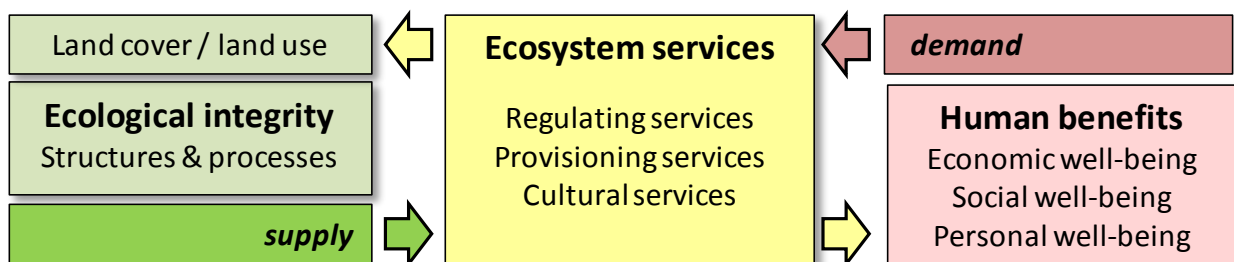 Land cover / land use
Ecological integrity
Structures & processes
supply
Ecosystem services
Regulating services
Provisioning services
Cultural services
demand
Human benefits
Economic well-being
Social well-being
Personal well-being